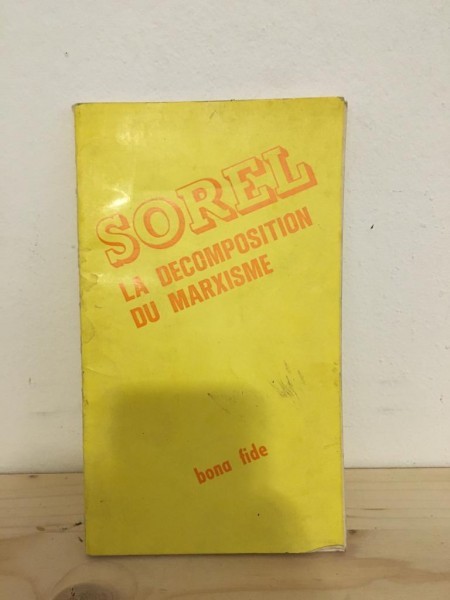 SOREL
LA DECOMPOSITION
DU MARXISME
bona fide